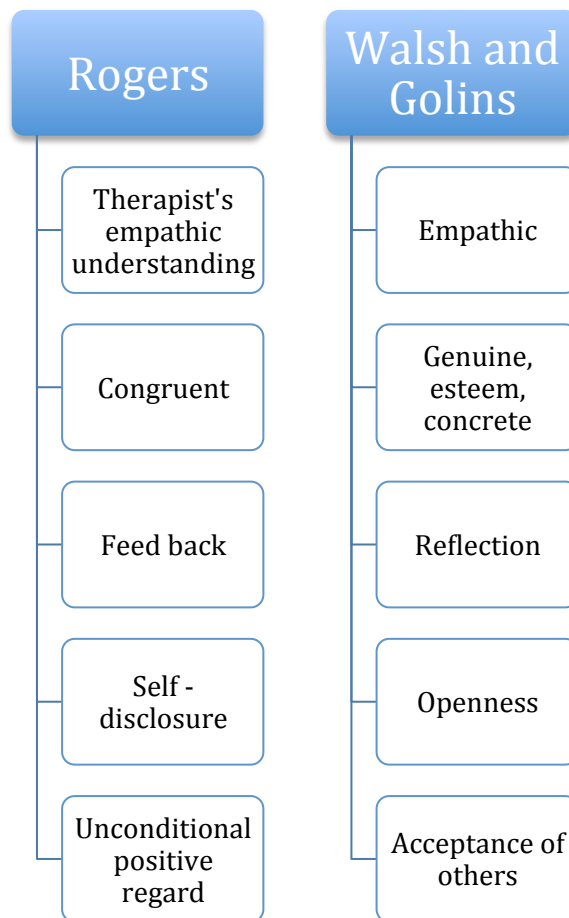 Rogers
Therapist's
empathic
understanding
Congruent
Feed back
Self -
disclosure
Unconditional
positive
regard
Walsh and
Golins
Empathic
Genuine,
esteem,
concrete
Reflection
Openness
Acceptance of
others